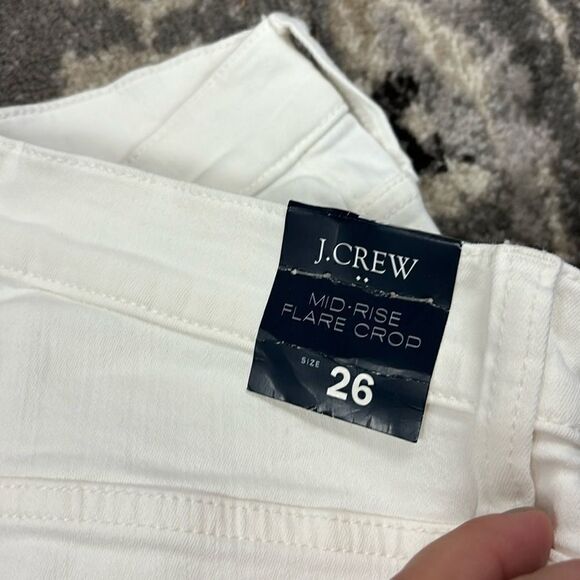 J.CREW
MID·RISE
FLARE CROP
SIZE 26